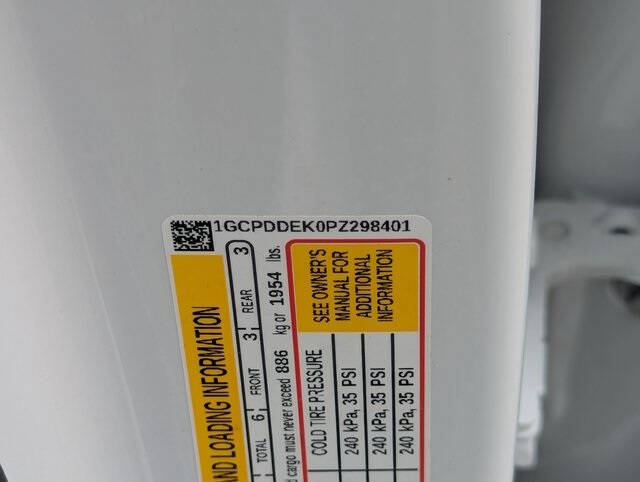 1GCPDDEK0PZ298401
AND LOADING INFORMATION
TOTAL 6 FRONT 3 REAR 3
cargo must never exceed 886 kg or 1954 lbs.
COLD TIRE PRESSURE
SEE OWNER'S
MANUAL FOR
ADDITIONAL
INFORMATION
240 kPa, 35 PSI
240 kPa, 35 PSI
240 kPa, 35 PSI